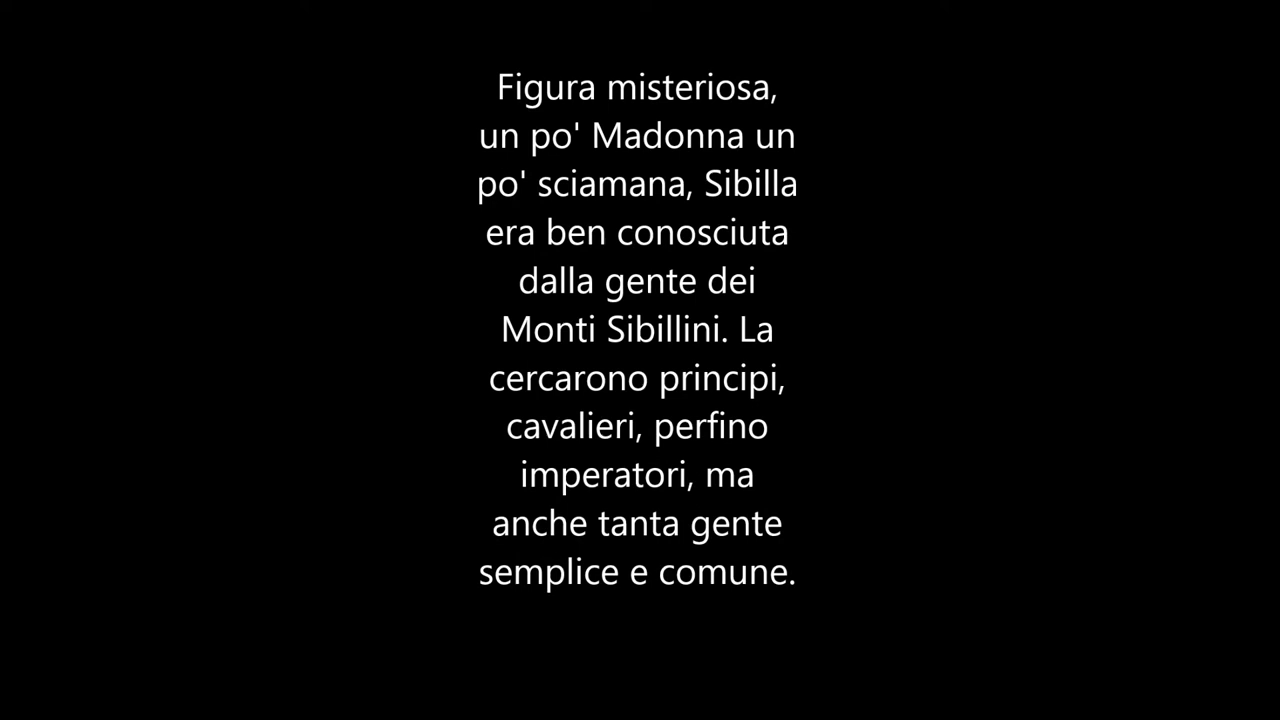 Figura misteriosa,
un po' Madonna un
po' sciamana, Sibilla
era ben conosciuta
dalla gente dei
Monti Sibillini. La
cercarono principi,
cavalieri, perfino
imperatori, ma
anche tanta gente
semplice e comune.